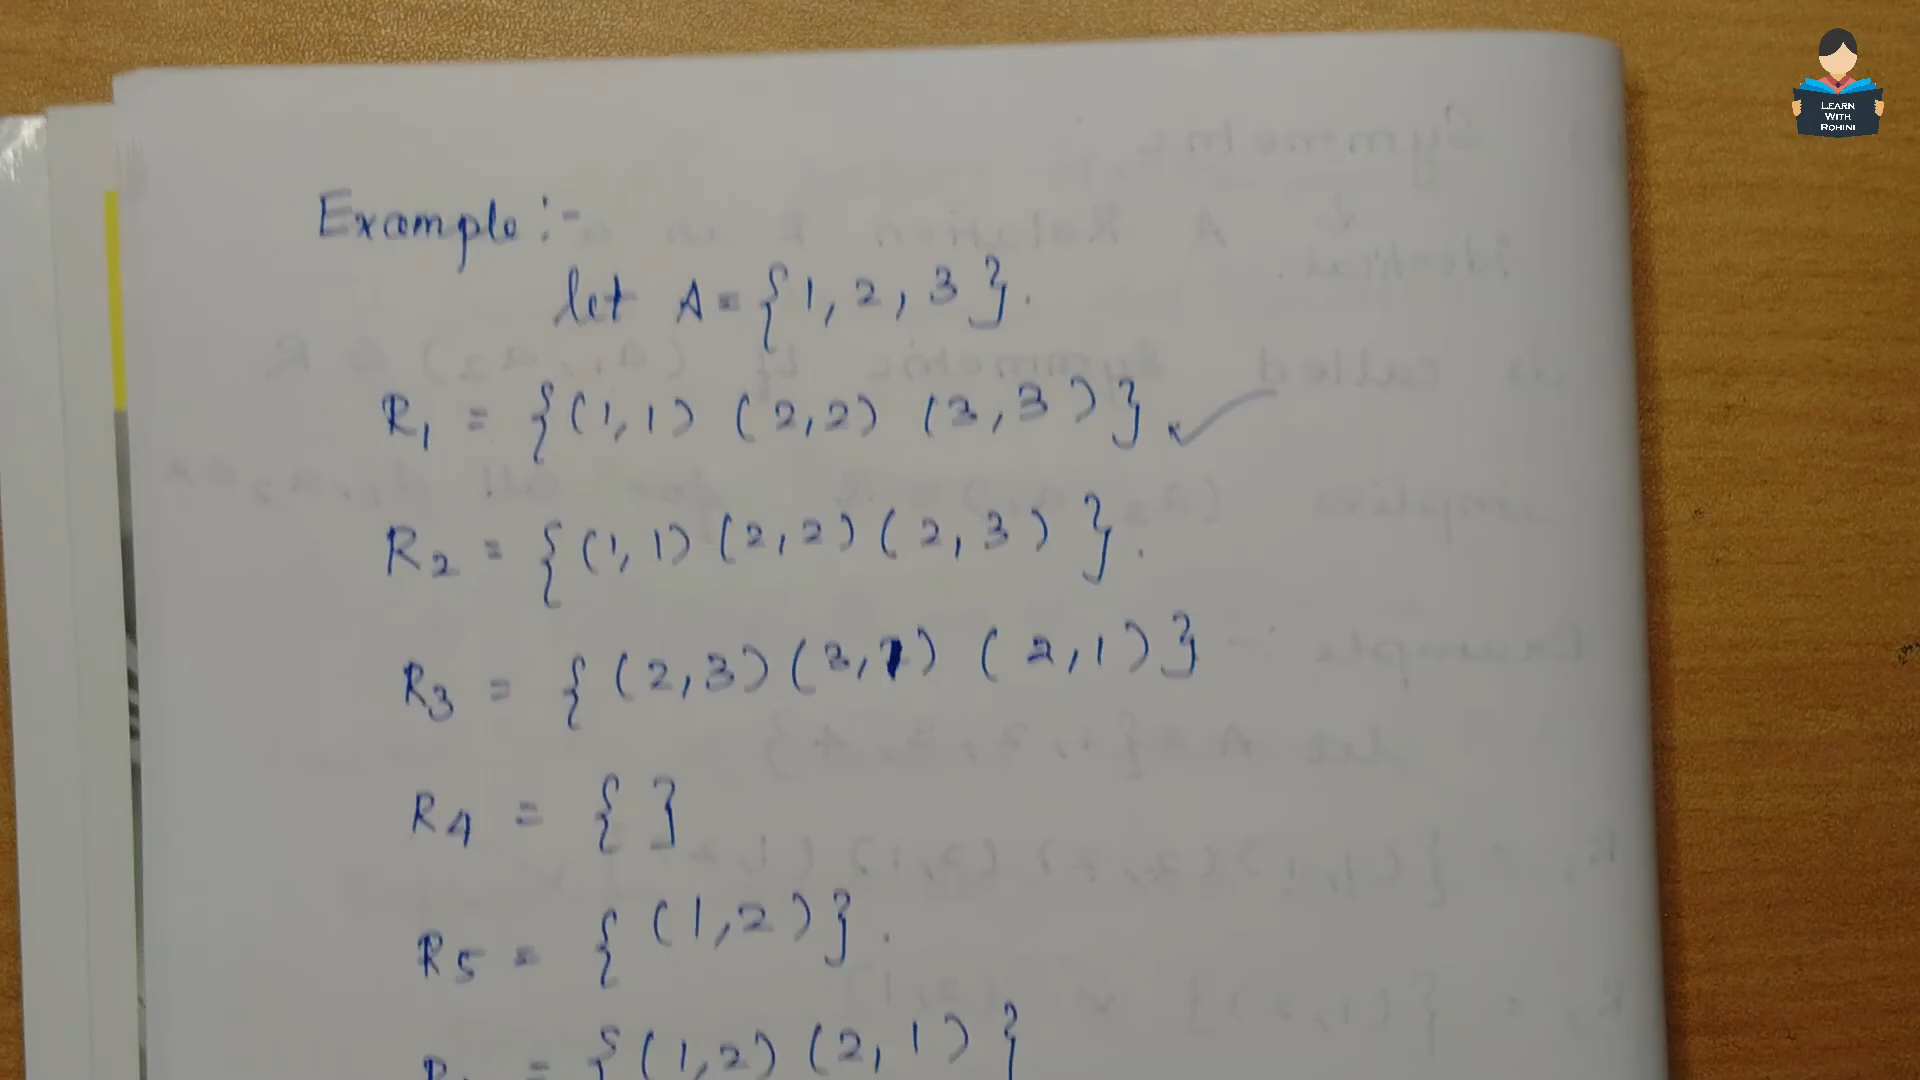 LEARN
WITH
ROHINI
Example :-
let A = {1, 2, 3}.
R1 = {(1,1) (2,2) (3,3)} ✓
R2 = {(1,1) (2,2) (2,3)}.
R3 = {(2,3) (3,1) (2,1)}
R4 = { }
R5 = {(1,2)}.
= {(1,2) (2,1)}